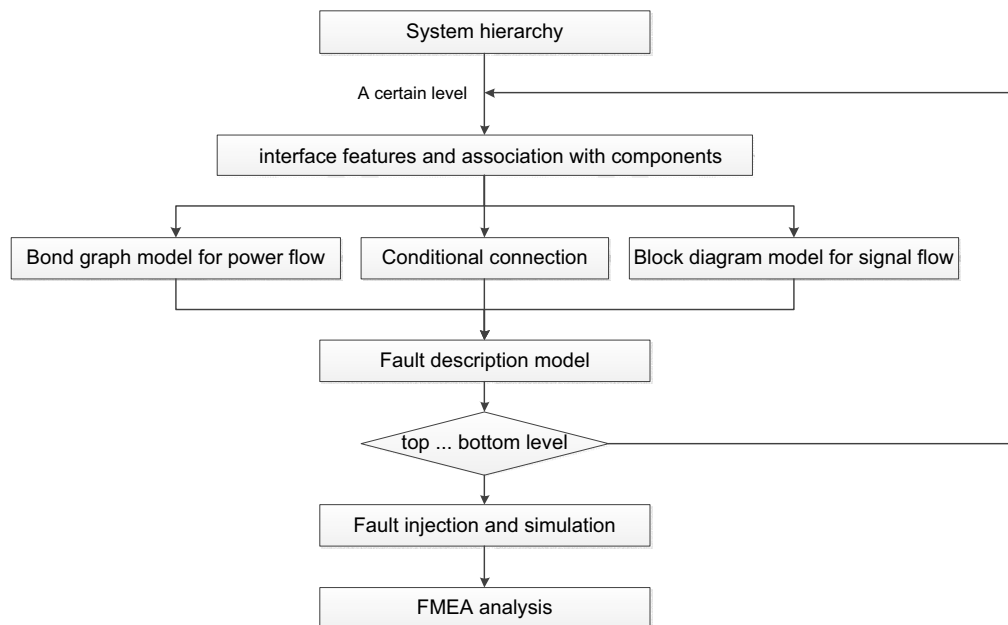 System hierarchy
A certain level
interface features and association with components
Bond graph model for power flow
Conditional connection
Block diagram model for signal flow
Fault description model
top ... bottom level
Fault injection and simulation
FMEA analysis